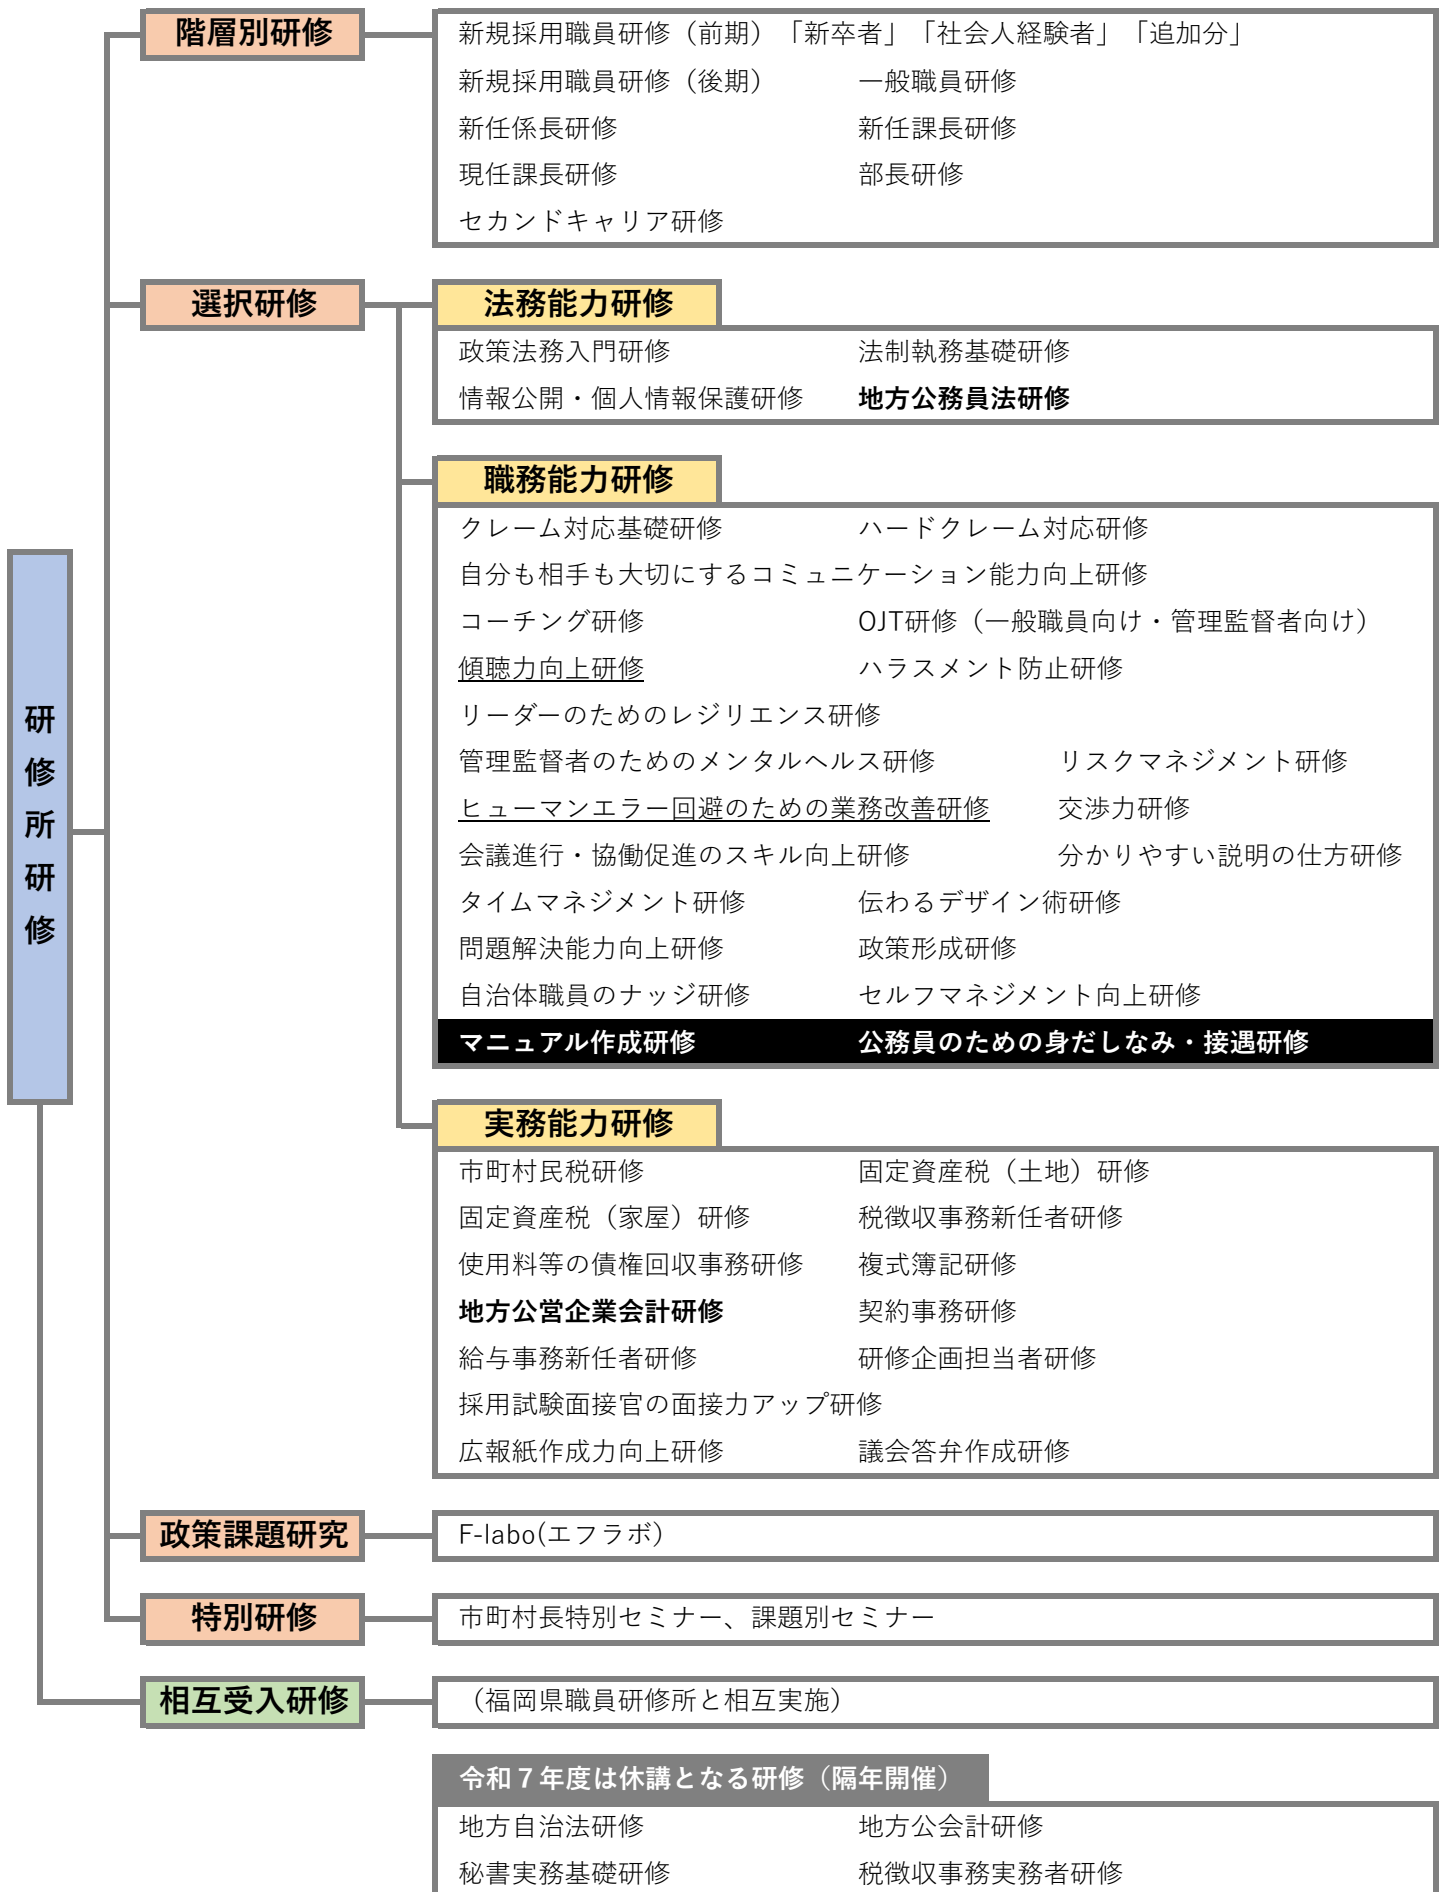 研修所研修
階層別研修
新規採用職員研修（前期）「新卒者」「社会人経験者」「追加分」
新規採用職員研修（後期） 一般職員研修
新任係長研修 新任課長研修
現任課長研修 部長研修
セカンドキャリア研修
選択研修
法務能力研修
政策法務入門研修 法制執務基礎研修
情報公開・個人情報保護研修 地方公務員法研修
職務能力研修
クレーム対応基礎研修 ハードクレーム対応研修
自分も相手も大切にするコミュニケーション能力向上研修
コーチング研修 OJT研修（一般職員向け・管理監督者向け）
傾聴力向上研修 ハラスメント防止研修
リーダーのためのレジリエンス研修
管理監督者のためのメンタルヘルス研修 リスクマネジメント研修
ヒューマンエラー回避のための業務改善研修 交渉力研修
会議進行・協働促進のスキル向上研修 分かりやすい説明の仕方研修
タイムマネジメント研修 伝わるデザイン術研修
問題解決能力向上研修 政策形成研修
自治体職員のナッジ研修 セルフマネジメント向上研修
マニュアル作成研修 公務員のための身だしなみ・接遇研修
実務能力研修
市町村民税研修 固定資産税（土地）研修
固定資産税（家屋）研修 税徴収事務新任者研修
使用料等の債権回収事務研修 複式簿記研修
地方公営企業会計研修 契約事務研修
給与事務新任者研修 研修企画担当者研修
採用試験面接官の面接力アップ研修
広報紙作成力向上研修 議会答弁作成研修
政策課題研究
F-labo(エフラボ)
特別研修
市町村長特別セミナー、課題別セミナー
相互受入研修
（福岡県職員研修所と相互実施）
令和７年度は休講となる研修（隔年開催）
地方自治法研修 地方公会計研修
秘書実務基礎研修 税徴収事務実務者研修